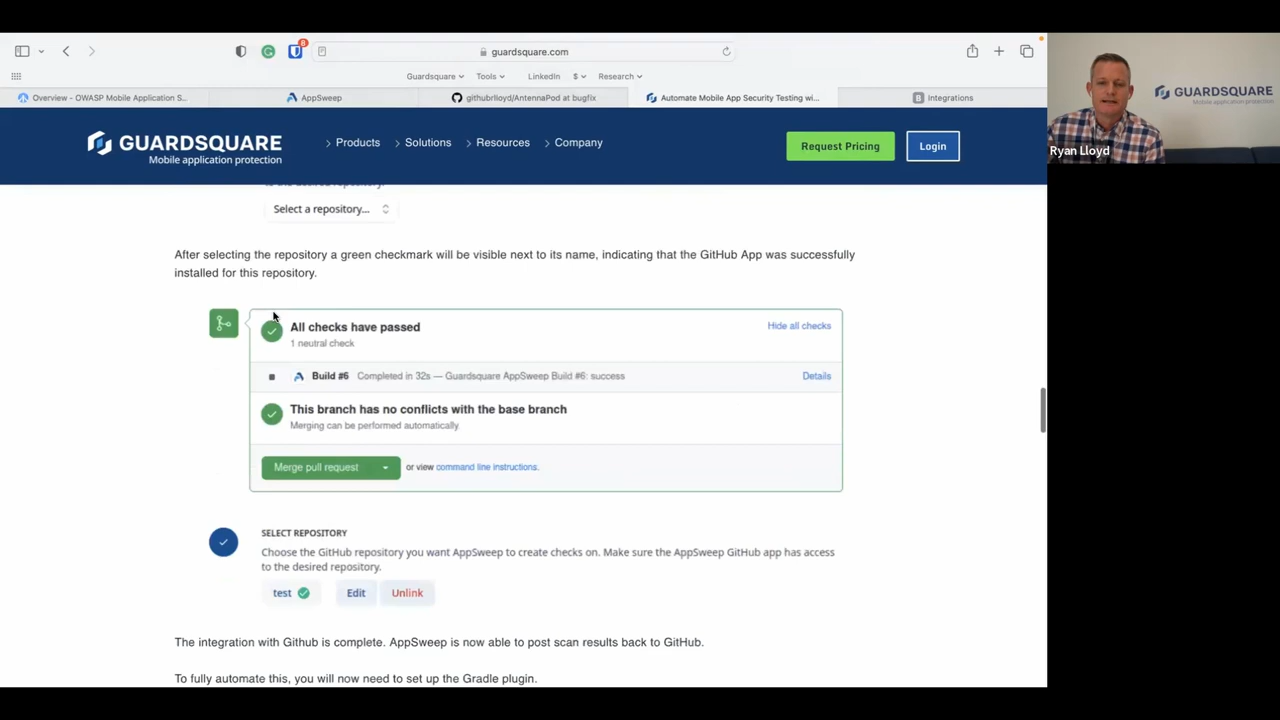 8
guardsquare.com
Guardsquare Tools LinkedIn $ Research
Overview - OWASP Mobile Application S...
AppSweep
githubrlloyd/AntennaPod at bugfix
Automate Mobile App Security Testing wi...
B Integrations
GUARDSQUARE
Mobile application protection
Products Solutions Resources Company
Request Pricing
Login
GUARDSQUARE
Mobile application protection
Ryan Lloyd
to the desired repository.
Select a repository...
After selecting the repository a green checkmark will be visible next to its name, indicating that the GitHub App was successfully
installed for this repository.
All checks have passed
Hide all checks
1 neutral check
Build #6 Completed in 32s — Guardsquare AppSweep Build #6: success
Details
This branch has no conflicts with the base branch
Merging can be performed automatically.
Merge pull request
or view command line instructions.
SELECT REPOSITORY
Choose the GitHub repository you want AppSweep to create checks on. Make sure the AppSweep GitHub app has access
to the desired repository.
test
Edit
Unlink
The integration with Github is complete. AppSweep is now able to post scan results back to GitHub.
To fully automate this, you will now need to set up the Gradle plugin.